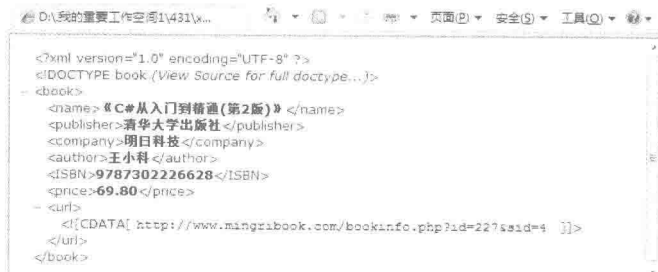 D:\我的重要工作空间1\431\x... 页面(P) 安全(S) 工具(O)
<?xml version="1.0" encoding="UTF-8" ?>
<!DOCTYPE book (View Source for full doctype...)>
- <book>
<name>《C#从入门到精通(第2版)》</name>
<publisher>清华大学出版社</publisher>
<company>明日科技</company>
<author>王小科</author>
<ISBN>9787302226628</ISBN>
<price>69.80</price>
- <url>
<![CDATA[ http://www.mingribook.com/bookinfo.php?id=227&sid=4 ]]>
</url>
</book>